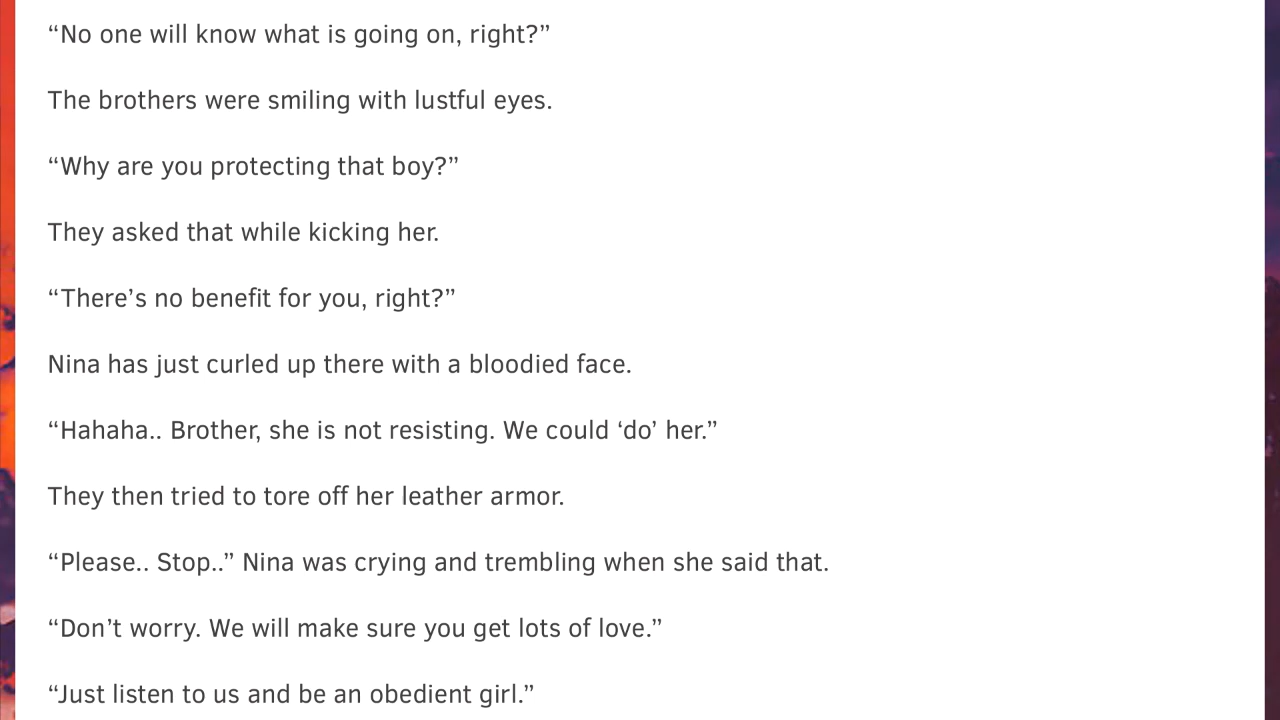 “No one will know what is going on, right?”
The brothers were smiling with lustful eyes.
“Why are you protecting that boy?”
They asked that while kicking her.
“There’s no benefit for you, right?”
Nina has just curled up there with a bloodied face.
“Hahaha.. Brother, she is not resisting. We could ‘do’ her.”
They then tried to tore off her leather armor.
“Please.. Stop..” Nina was crying and trembling when she said that.
“Don’t worry. We will make sure you get lots of love.”
“Just listen to us and be an obedient girl.”